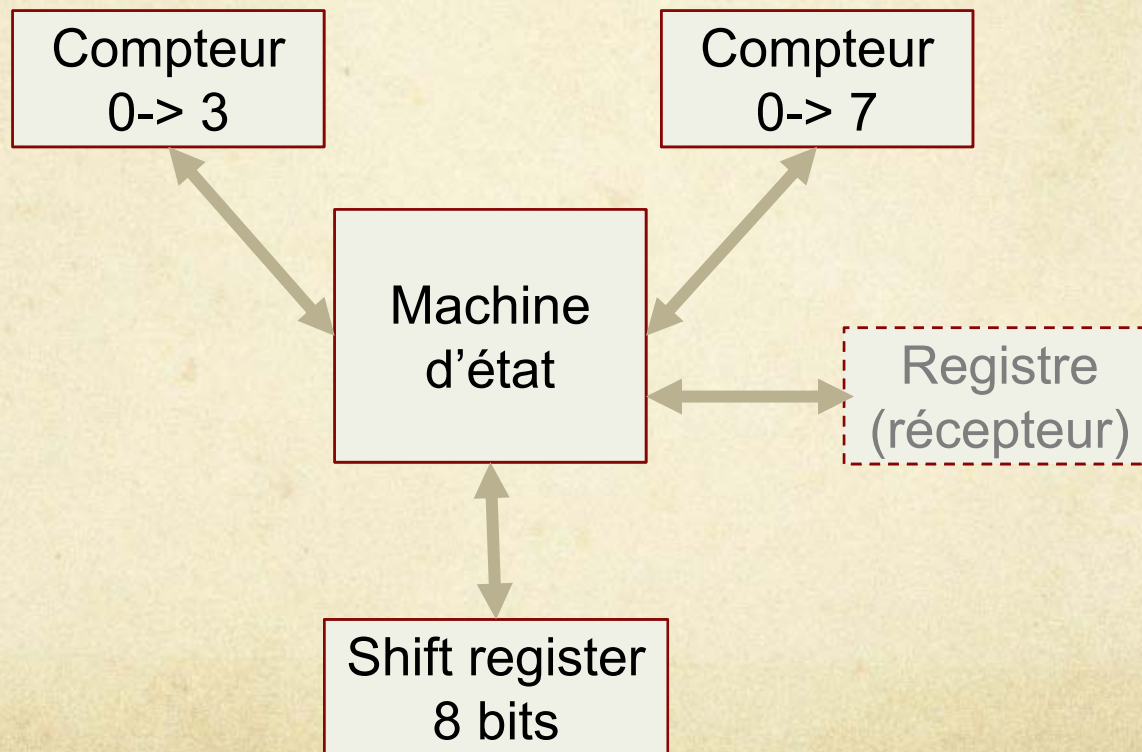 Compteur
0-> 3
Compteur
0-> 7
Machine
d’état
Registre
(récepteur)
Shift register
8 bits